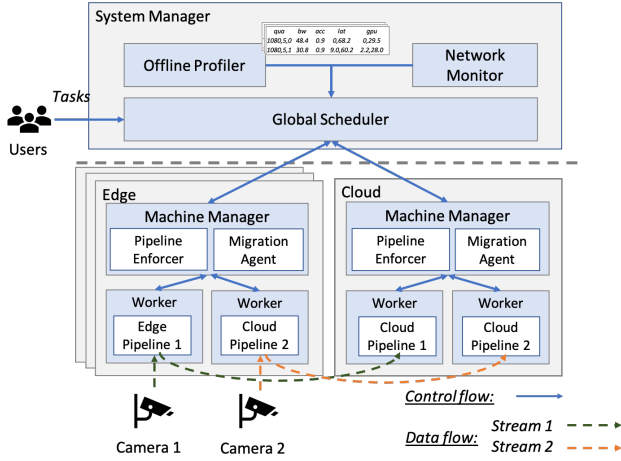 System Manager
qua bw acc lat gpu
1080,5,0 48.4 0.9 0,68.2 0,29.5
1080,5,1 30.8 0.9 9.0,60.2 2.2,28.0
Offline Profiler
Network
Monitor
Tasks
Global Scheduler
Users
Edge
Machine Manager
Pipeline
Enforcer
Migration
Agent
Worker
Edge
Pipeline 1
Worker
Cloud
Pipeline 2
Cloud
Machine Manager
Pipeline
Enforcer
Migration
Agent
Worker
Cloud
Pipeline 1
Worker
Cloud
Pipeline 2
Camera 1
Camera 2
Control flow:
Data flow:
Stream 1
Stream 2